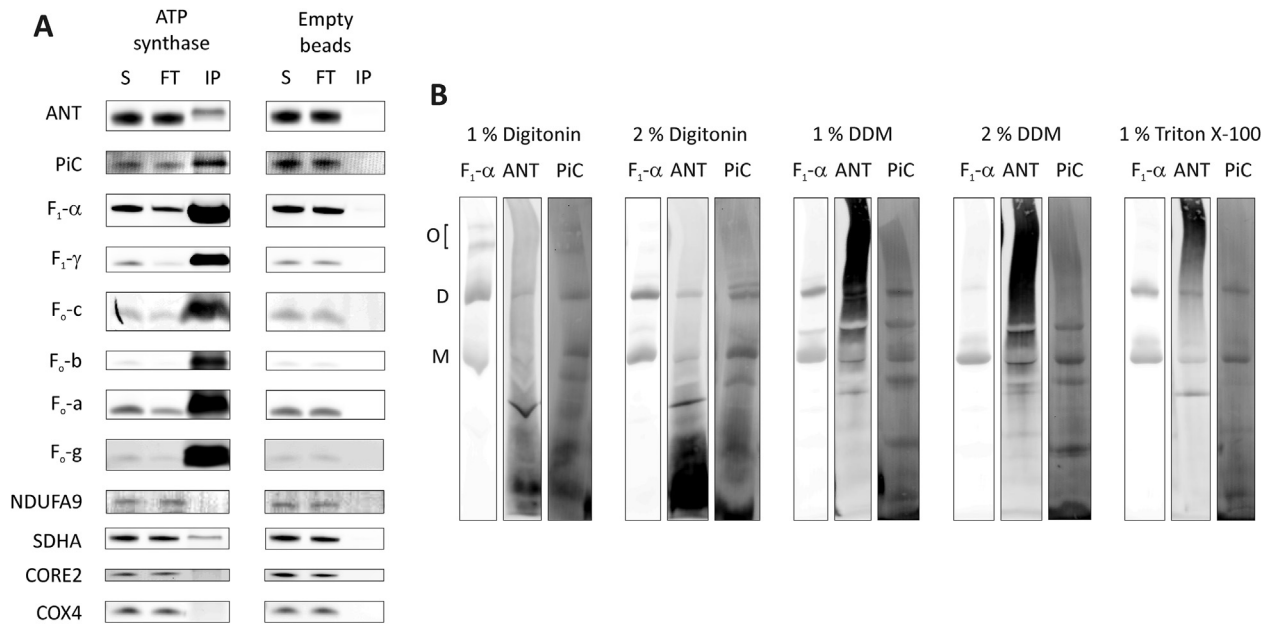 A
ATP synthase
Empty beads
S FT IP
S FT IP
ANT
PiC
F₁-α
F₁-γ
Fₒ-c
Fₒ-b
Fₒ-a
Fₒ-g
NDUFA9
SDHA
CORE2
COX4
B
1 % Digitonin
2 % Digitonin
1 % DDM
2 % DDM
1 % Triton X-100
F₁-α ANT PiC
F₁-α ANT PiC
F₁-α ANT PiC
F₁-α ANT PiC
F₁-α ANT PiC
O[
D
M